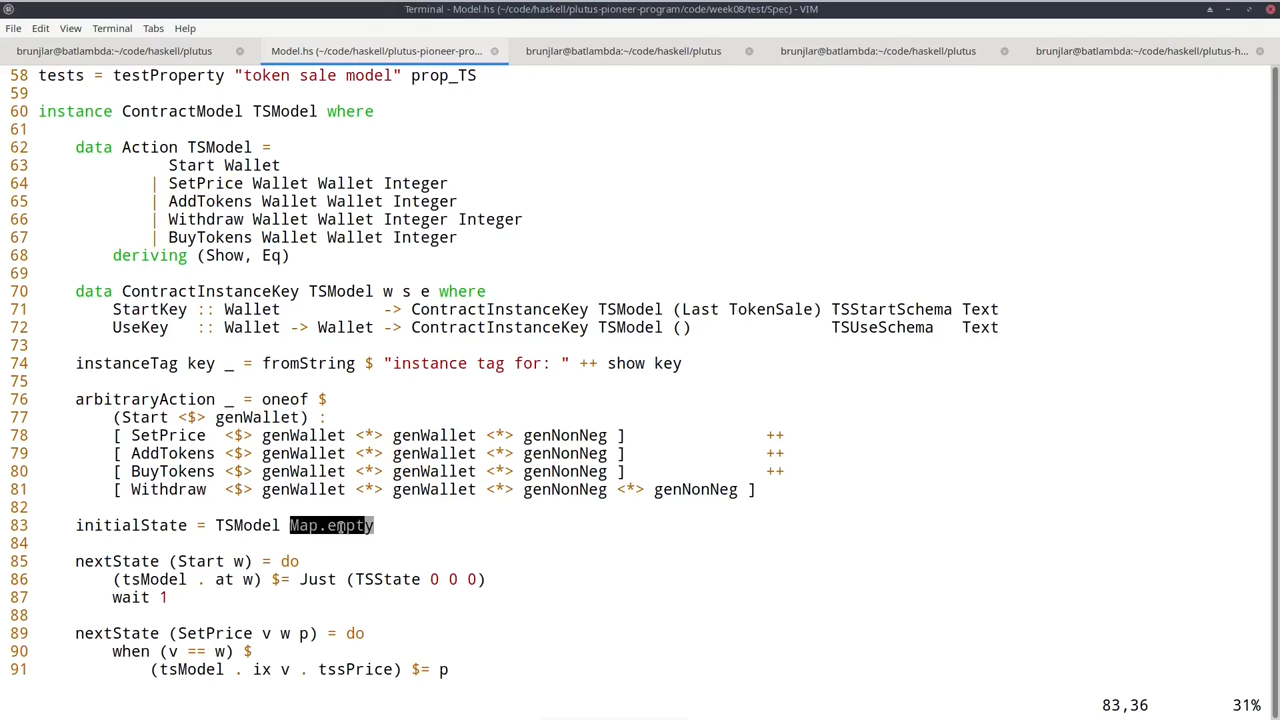 Terminal - Model.hs (~/code/haskell/plutus-pioneer-program/code/week08/test/Spec) - VIM
File Edit View Terminal Tabs Help
brunjlar@batlambda:~/code/haskell/plutus Model.hs (~/code/haskell/plutus-pioneer-pro... brunjlar@batlambda:~/code/haskell/plutus brunjlar@batlambda:~/code/haskell/plutus brunjlar@batlambda:~/code/haskell/plutus-h...
58 tests = testProperty "token sale model" prop_TS
59
60 instance ContractModel TSModel where
61
62     data Action TSModel =
63               Start Wallet
64             | SetPrice Wallet Wallet Integer
65             | AddTokens Wallet Wallet Integer
66             | Withdraw Wallet Wallet Integer Integer
67             | BuyTokens Wallet Wallet Integer
68         deriving (Show, Eq)
69
70     data ContractInstanceKey TSModel w s e where
71         StartKey :: Wallet           -> ContractInstanceKey TSModel (Last TokenSale) TSStartSchema Text
72         UseKey   :: Wallet -> Wallet -> ContractInstanceKey TSModel ()               TSUseSchema   Text
73
74     instanceTag key _ = fromString $ "instance tag for: " ++ show key
75
76     arbitraryAction _ = oneof $
77         (Start <$> genWallet) :
78         [ SetPrice  <$> genWallet <*> genWallet <*> genNonNeg ]               ++
79         [ AddTokens <$> genWallet <*> genWallet <*> genNonNeg ]               ++
80         [ BuyTokens <$> genWallet <*> genWallet <*> genNonNeg ]               ++
81         [ Withdraw  <$> genWallet <*> genWallet <*> genNonNeg <*> genNonNeg ]
82
83     initialState = TSModel Map.empty
84
85     nextState (Start w) = do
86         (tsModel . at w) $= Just (TSState 0 0 0)
87         wait 1
88
89     nextState (SetPrice v w p) = do
90         when (v == w) $
91             (tsModel . ix v . tssPrice) $= p
83,36 31%